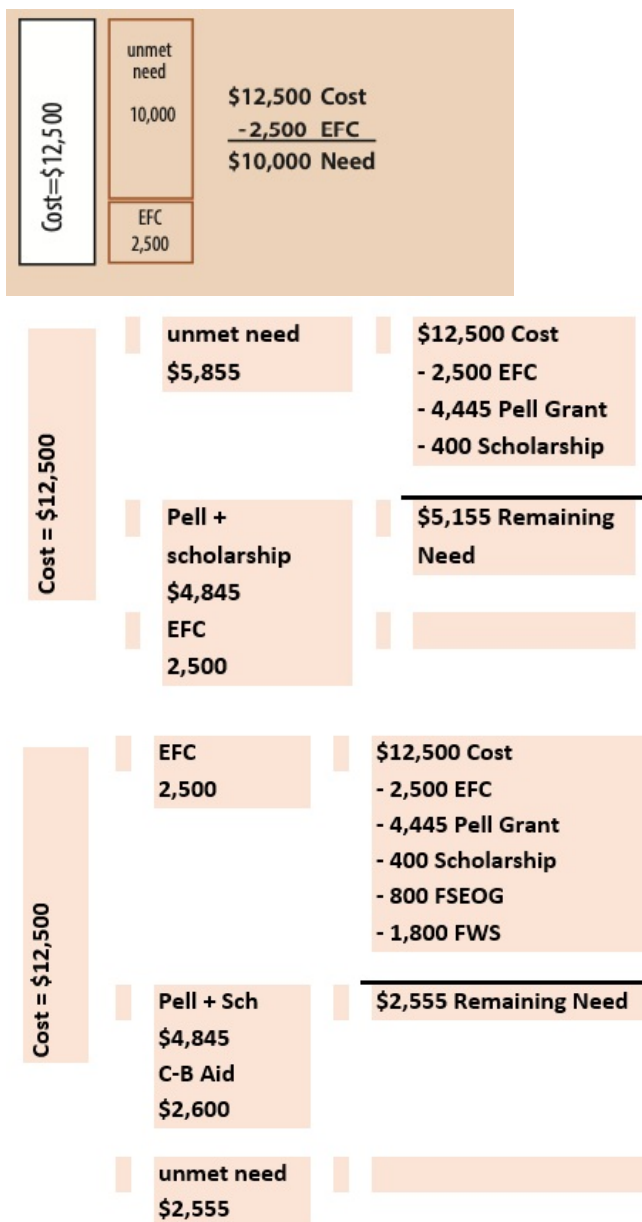 Cost=$12,500
unmet
need
10,000
EFC
2,500
$12,500 Cost
-2,500 EFC
$10,000 Need
Cost = $12,500
unmet need
$5,855
$12,500 Cost
- 2,500 EFC
- 4,445 Pell Grant
- 400 Scholarship
Pell +
scholarship
$4,845
EFC
2,500
$5,155 Remaining
Need
Cost = $12,500
EFC
2,500
$12,500 Cost
- 2,500 EFC
- 4,445 Pell Grant
- 400 Scholarship
- 800 FSEOG
- 1,800 FWS
Pell + Sch
$4,845
C-B Aid
$2,600
$2,555 Remaining Need
unmet need
$2,555